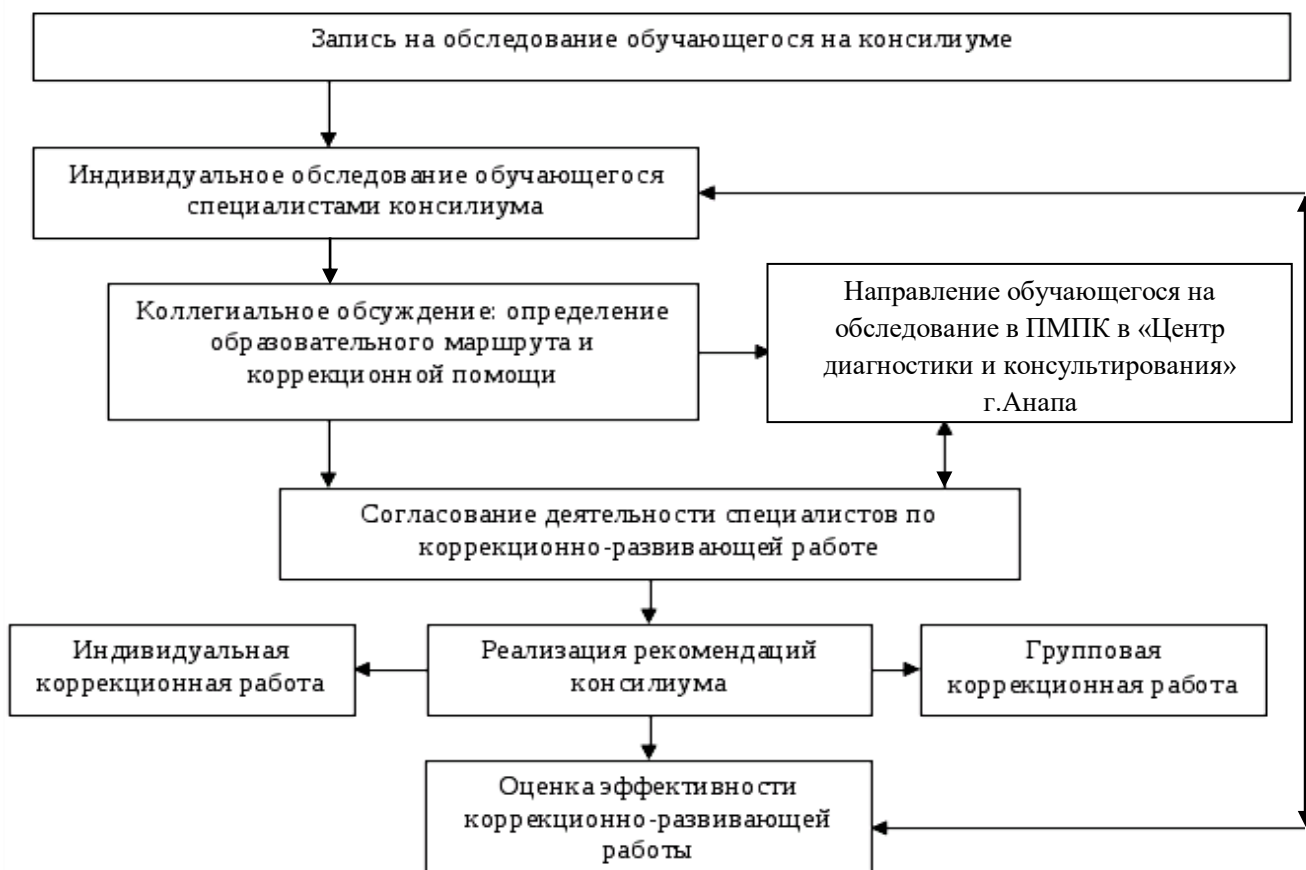 Запись на обследование обучающегося на консилиуме
Индивидуальное обследование обучающегося
специалистами консилиума
Коллегиальное обсуждение: определение
образовательного маршрута и
коррекционной помощи
Направление обучающегося на
обследование в ПМПК в «Центр
диагностики и консультирования»
г.Анапа
Согласование деятельности специалистов по
коррекционно-развивающей работе
Индивидуальная
коррекционная работа
Реализация рекомендаций
консилиума
Групповая
коррекционная работа
Оценка эффективности
коррекционно-развивающей
работы